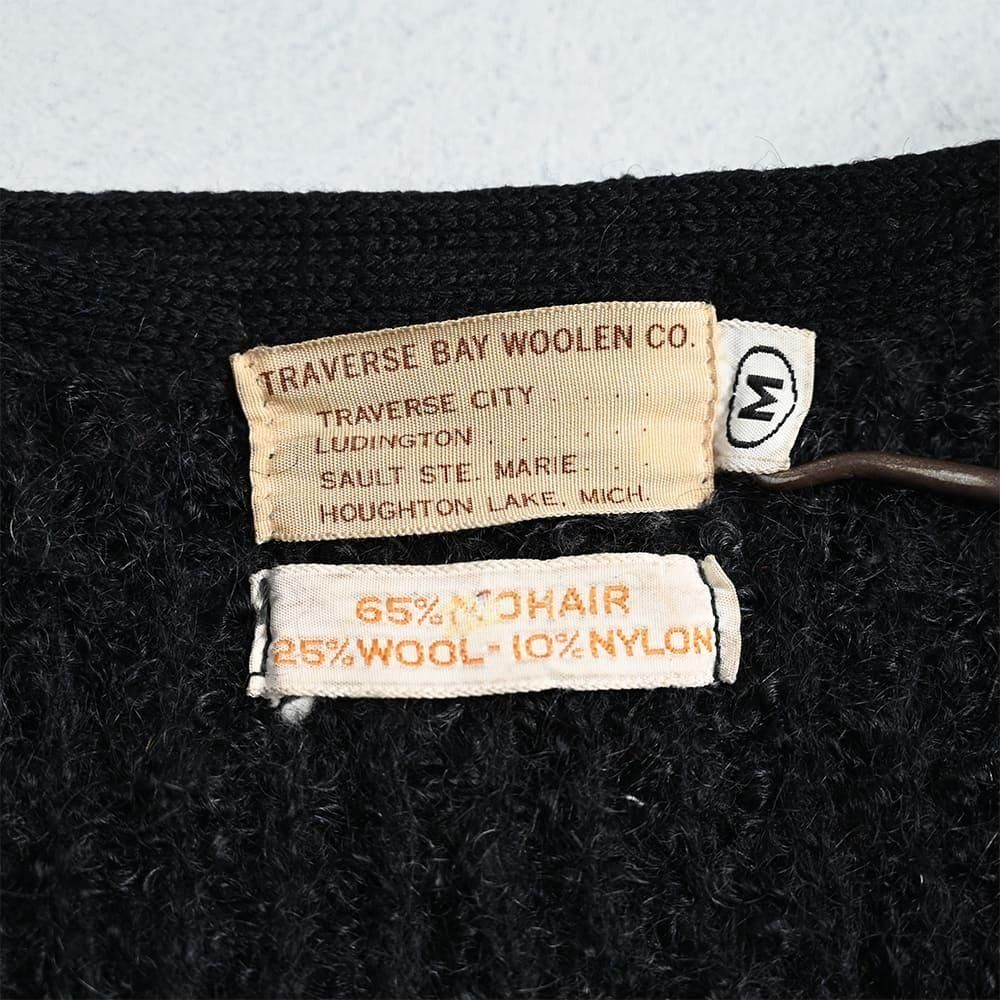 TRAVERSE BAY WOOLEN CO.
TRAVERSE CITY . . . .
LUDINGTON . . . . . .
SAULT STE. MARIE. . .
HOUGHTON LAKE, MICH.
M
65% MOHAIR
25% WOOL - 10% NYLON